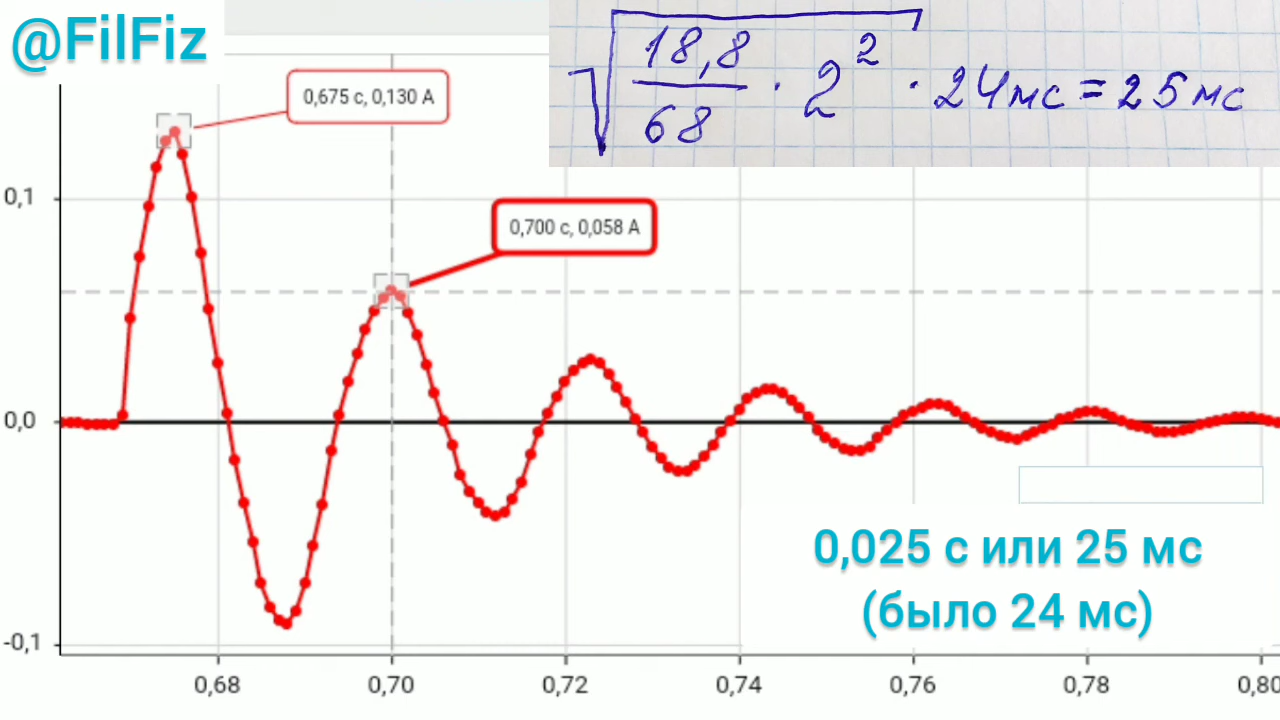 @FilFiz
√(18,8/68 · 2²) · 24мс = 25мс
0,675 с, 0,130 А
0,1
0,700 с, 0,058 А
0,0
0,025 с или 25 мс
(было 24 мс)
-0,1
0,68 0,70 0,72 0,74 0,76 0,78 0,80